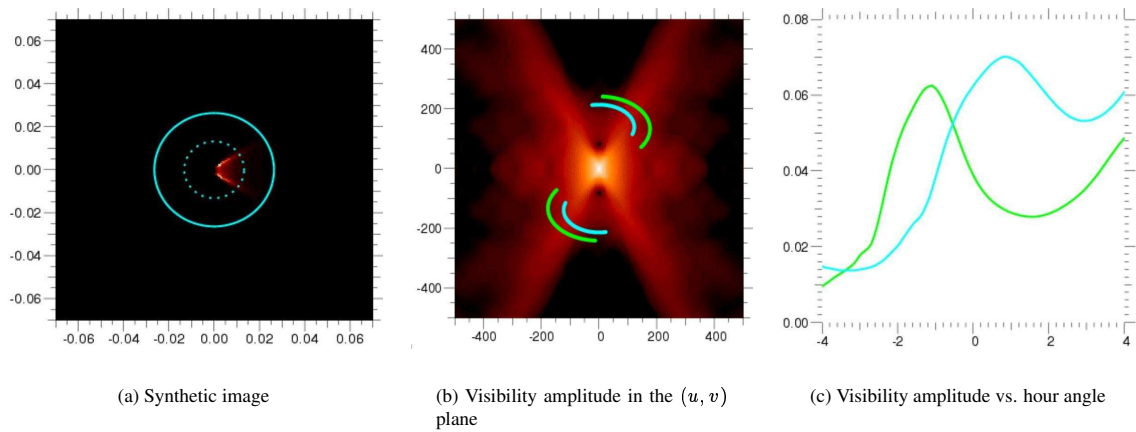 0.06
0.04
0.02
0.00
-0.02
-0.04
-0.06
-0.06 -0.04 -0.02 0.00 0.02 0.04 0.06
(a) Synthetic image
400
200
0
-200
-400
-400 -200 0 200 400
(b) Visibility amplitude in the (u, v)
plane
0.08
0.06
0.04
0.02
0.00
-4 -2 0 2 4
(c) Visibility amplitude vs. hour angle